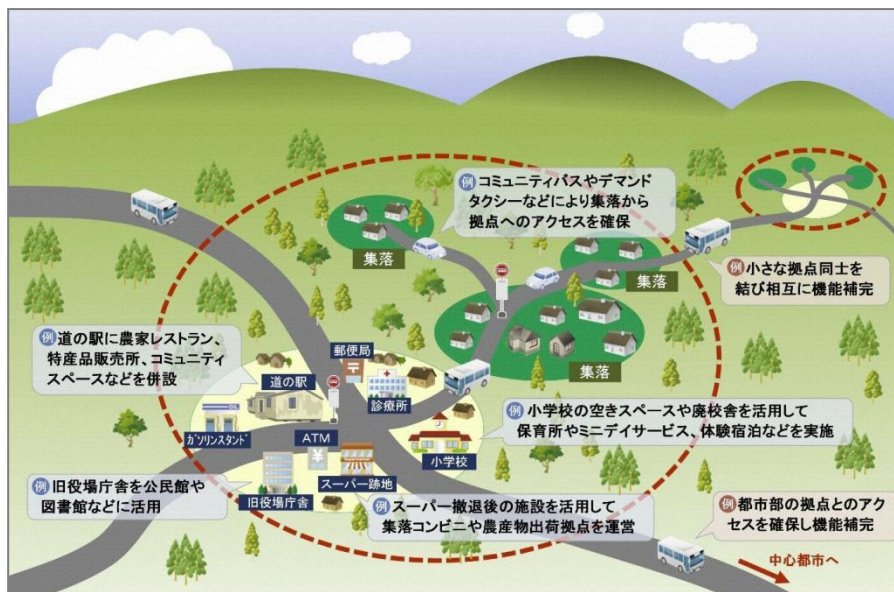 例 コミュニティバスやデマンド
タクシーなどにより集落から
拠点へのアクセスを確保
集落
集落
集落
例 小さな拠点同士を
結び相互に機能補完
例 道の駅に農家レストラン、
特産品販売所、コミュニティ
スペースなどを併設
郵便局
〒
道の駅
診療所
OIL
ガソリンスタンド
ATM
¥
小学校
スーパー跡地
旧役場庁舎
例 小学校の空きスペースや廃校舎を活用して
保育所やミニデイサービス、体験宿泊などを実施
例 旧役場庁舎を公民館や
図書館などに活用
例 スーパー撤退後の施設を活用して
集落コンビニや農産物出荷拠点を運営
例 都市部の拠点とのアク
セスを確保し機能補完
中心都市へ